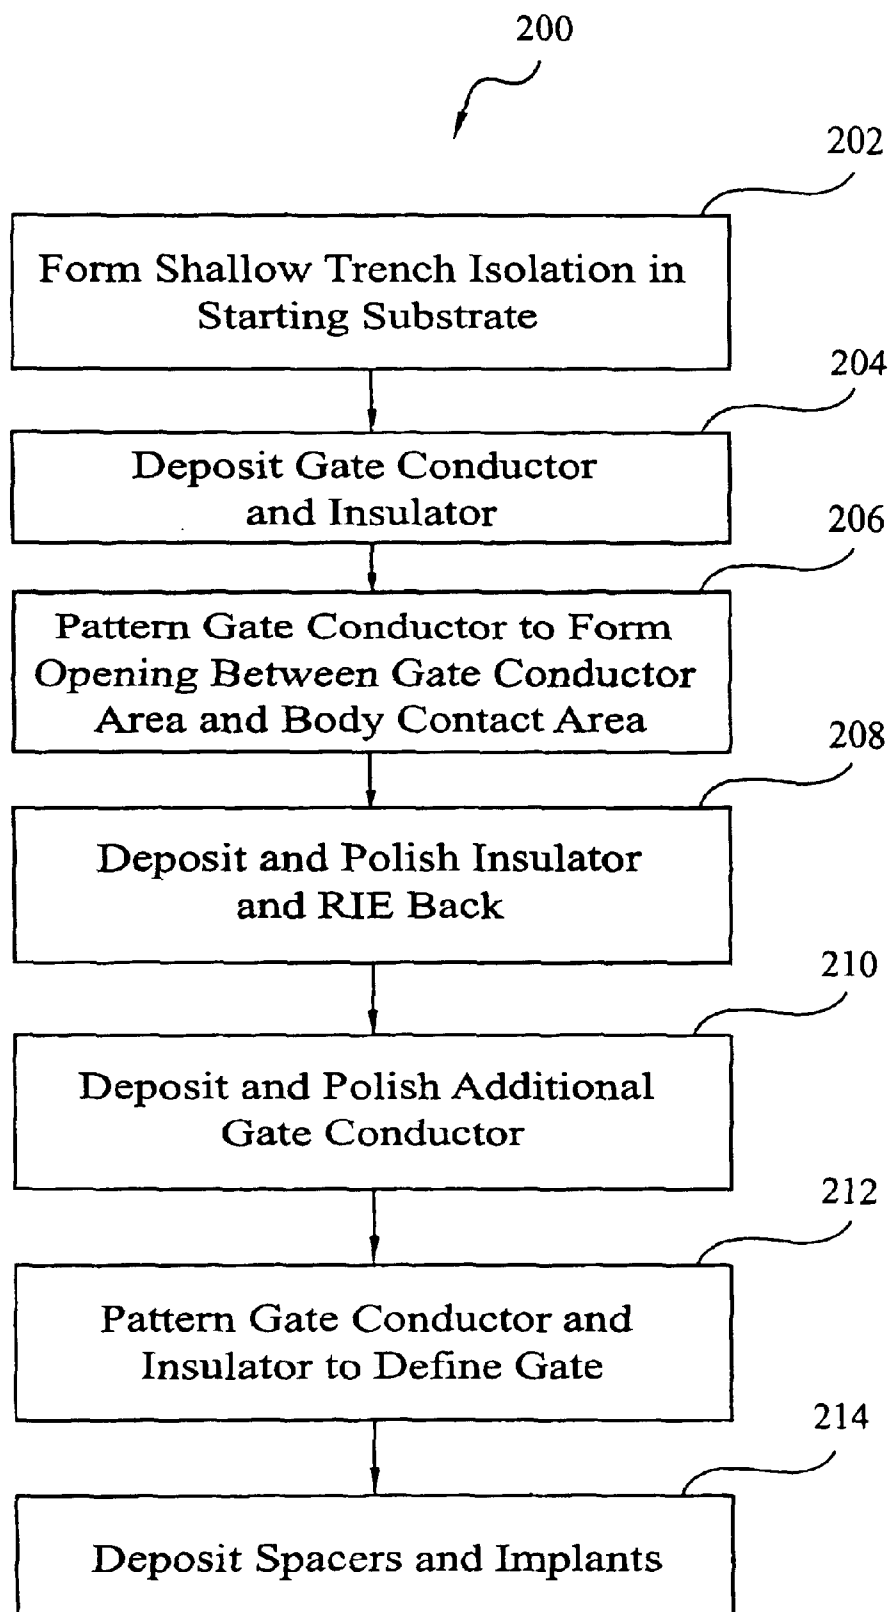 200
202
Form Shallow Trench Isolation in
Starting Substrate
204
Deposit Gate Conductor
and Insulator
206
Pattern Gate Conductor to Form
Opening Between Gate Conductor
Area and Body Contact Area
208
Deposit and Polish Insulator
and RIE Back
210
Deposit and Polish Additional
Gate Conductor
212
Pattern Gate Conductor and
Insulator to Define Gate
214
Deposit Spacers and Implants